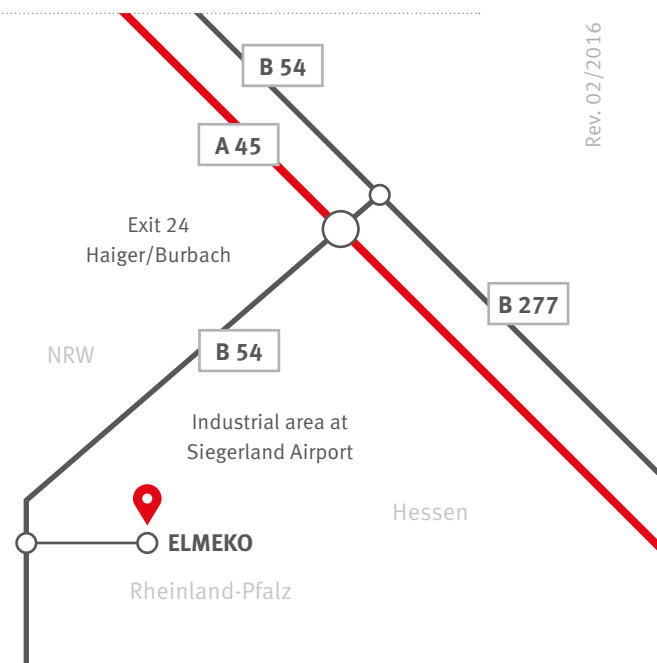 B 54
Rev. 02/2016
A 45
Exit 24
Haiger/Burbach
B 277
B 54
NRW
Industrial area at
Siegerland Airport
Hessen
ELMEKO
Rheinland-Pfalz